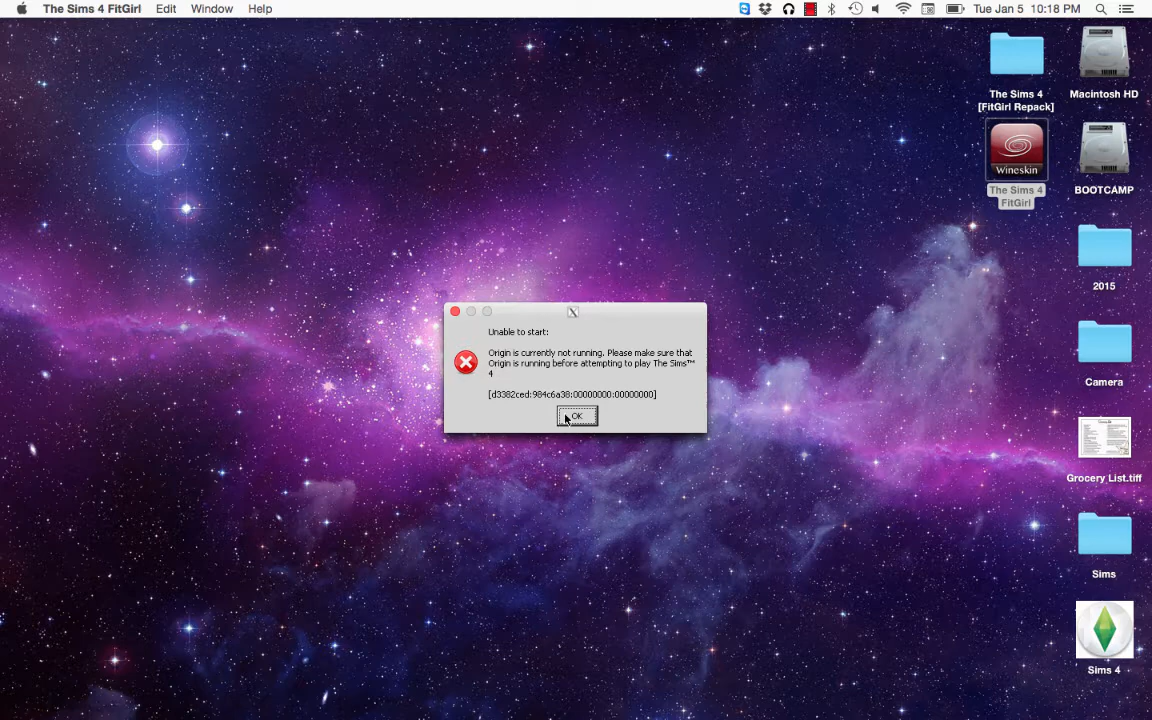 The Sims 4 FitGirl Edit Window Help Tue Jan 5 10:18 PM
The Sims 4
[FitGirl Repack]
Macintosh HD
Wineskin
The Sims 4
FitGirl
BOOTCAMP
2015
Unable to start:
Origin is currently not running. Please make sure that
Origin is running before attempting to play The Sims™
4
[d3382ced:984c6a38:00000000:00000000]
OK
Camera
Grocery List.tiff
Sims
Sims 4